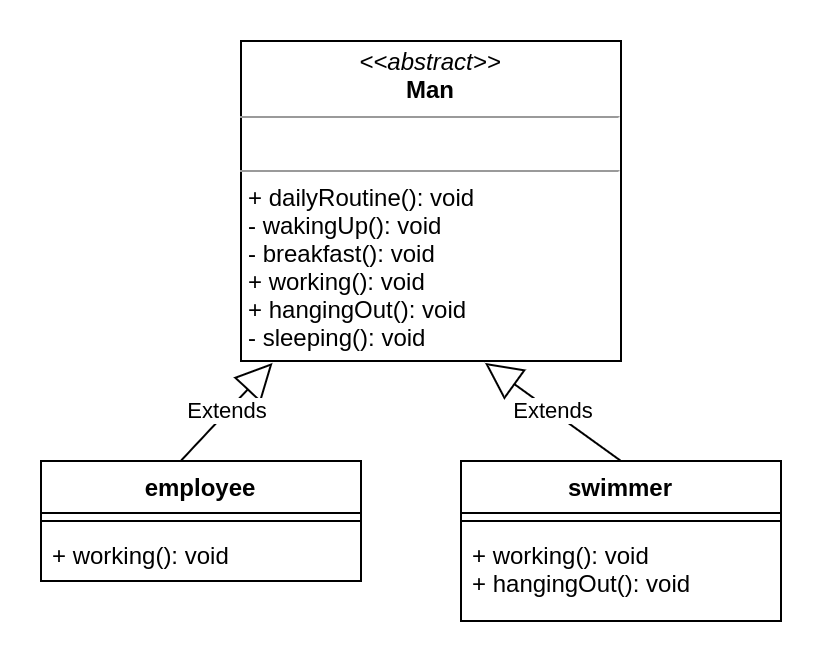 <<abstract>>
Man
+ dailyRoutine(): void
- wakingUp(): void
- breakfast(): void
+ working(): void
+ hangingOut(): void
- sleeping(): void
Extends
Extends
employee
+ working(): void
swimmer
+ working(): void
+ hangingOut(): void